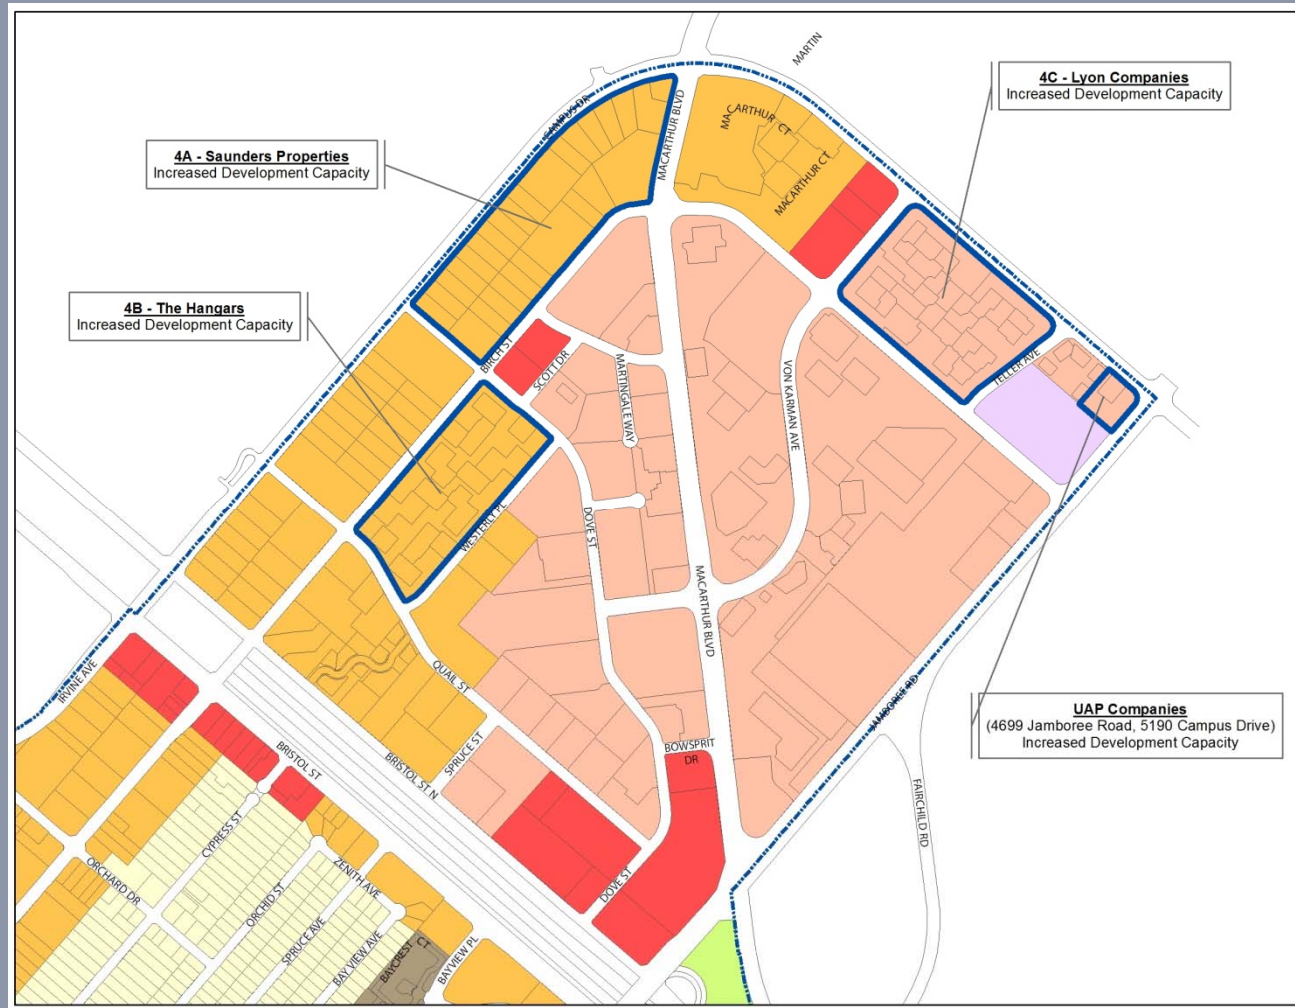 MARTIN
4C - Lyon Companies
Increased Development Capacity
CAMPUS DR
MACARTHUR BLVD
MACARTHUR CT
MACARTHUR CT
4A - Saunders Properties
Increased Development Capacity
4B - The Hangars
Increased Development Capacity
BIRCH ST
SCOTT DR
MARTINGALE WAY
VON KARMAN AVE
TELLER AVE
WESTERLY PL
DOVE ST
MACARTHUR BLVD
QUAIL ST
IRVINE AVE
JAMBOREE RD
UAP Companies
(4699 Jamboree Road, 5190 Campus Drive)
Increased Development Capacity
BRISTOL ST
BRISTOL ST N
SPRUCE ST
BOWSPRIT
DR
FAIRCHILD RD
CYPRESS ST
ORCHARD DR
ZENITH AVE
DOVE ST
ORCHID ST
SPRUCE AVE
BAY VIEW AVE
BAYCREST CT
BAYVIEW PL